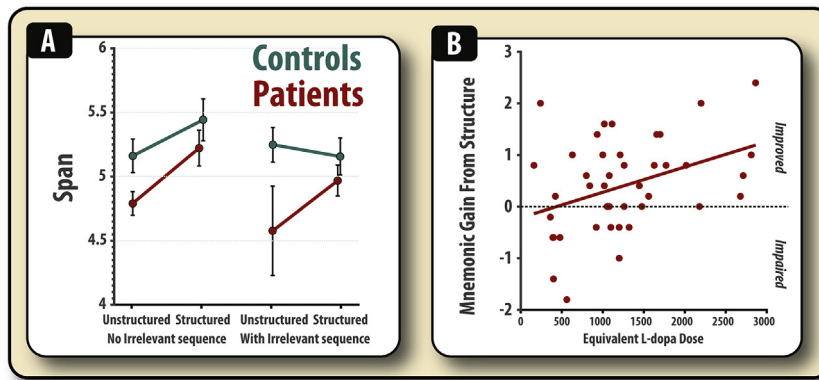 A
Controls
Patients
Span
6
5.5
5
4.5
4
Unstructured Structured Unstructured Structured
No Irrelevant sequence With Irrelevant sequence
B
Mnemonic Gain From Structure
3
2
1
0
-1
-2
Improved
Impaired
0 500 1000 1500 2000 2500 3000
Equivalent L-dopa Dose